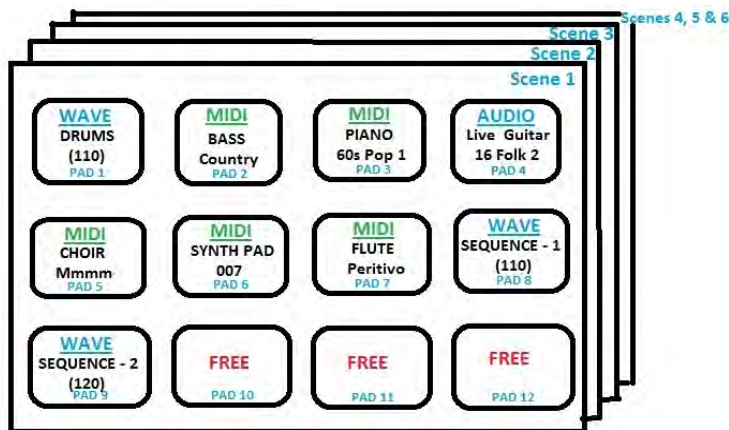 Scenes 4, 5 & 6
Scene 3
Scene 2
Scene 1
WAVE
DRUMS
(110)
PAD 1
MIDI
BASS
Country
PAD 2
MIDI
PIANO
60s Pop 1
PAD 3
AUDIO
Live Guitar
16 Folk 2
PAD 4
MIDI
CHOIR
Mmmm
PAD 5
MIDI
SYNTH PAD
007
PAD 6
MIDI
FLUTE
Peritivo
PAD 7
WAVE
SEQUENCE - 1
(110)
PAD 8
WAVE
SEQUENCE - 2
(120)
PAD 9
FREE
PAD 10
FREE
PAD 11
FREE
PAD 12